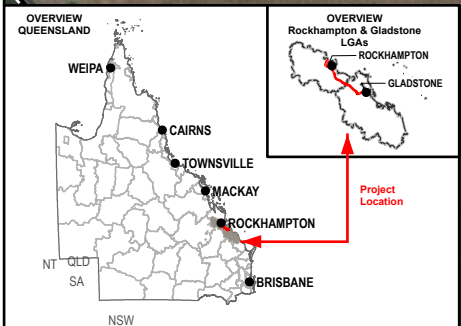 OVERVIEW
QUEENSLAND
WEIPA
CAIRNS
TOWNSVILLE
MACKAY
ROCKHAMPTON
BRISBANE
NT
QLD
SA
NSW
OVERVIEW
Rockhampton & Gladstone
LGAs
ROCKHAMPTON
GLADSTONE
Project
Location